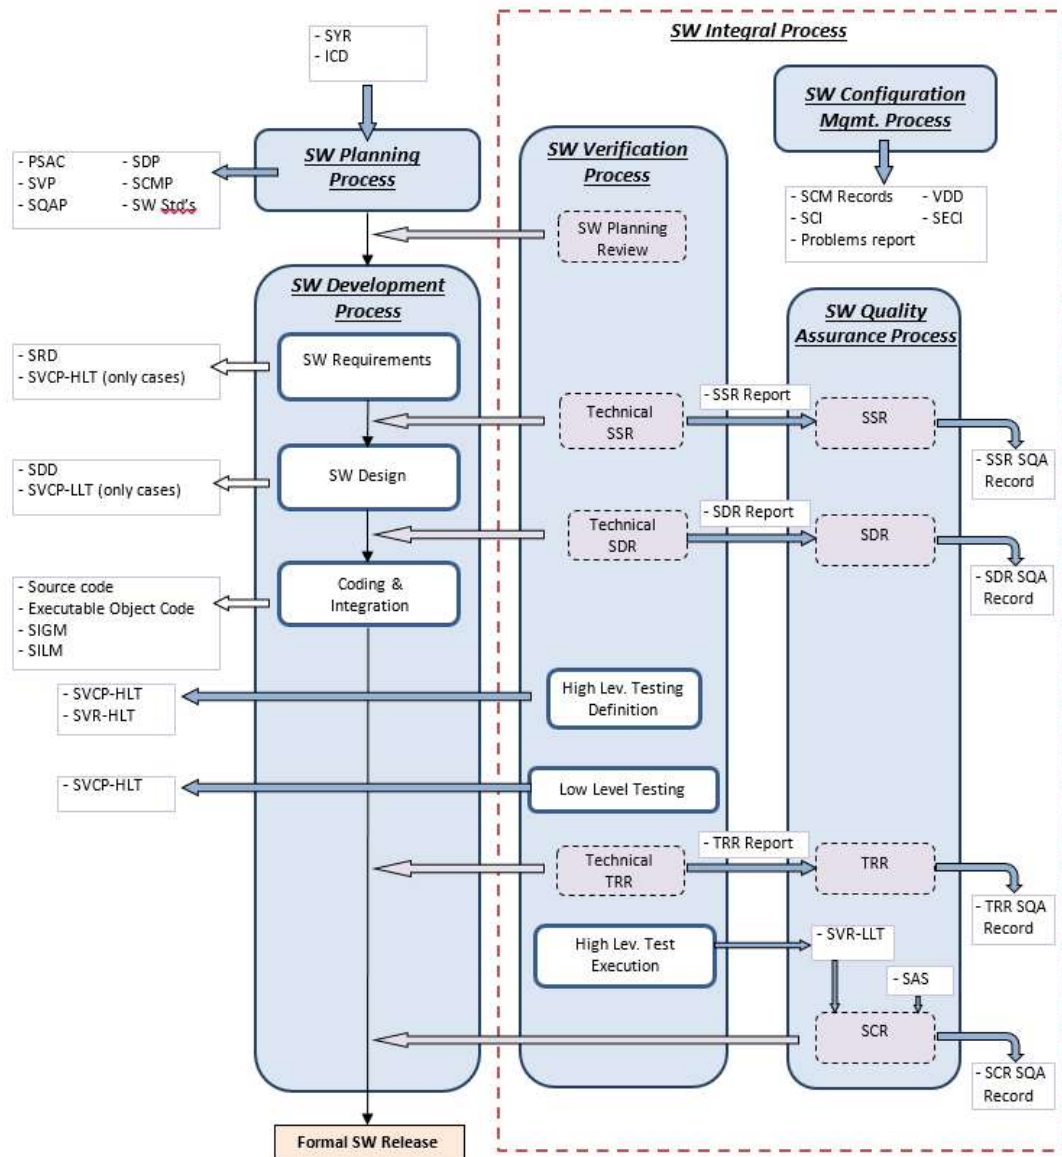 - SYR
- ICD
SW Integral Process
SW Configuration
Mgmt. Process
- SCM Records - VDD
- SCI - SECI
- Problems report
SW Planning
Process
- PSAC - SDP
- SVP - SCMP
- SQAP - SW Std's
SW Verification
Process
SW Planning
Review
SW Development
Process
SW Quality
Assurance Process
SW Requirements
- SRD
- SVCP-HLT (only cases)
Technical
SSR
- SSR Report
SSR
- SSR SQA
Record
SW Design
- SDD
- SVCP-LLT (only cases)
Technical
SDR
- SDR Report
SDR
- SDR SQA
Record
Coding &
Integration
- Source code
- Executable Object Code
- SIGM
- SILM
High Lev. Testing
Definition
- SVCP-HLT
- SVR-HLT
Low Level Testing
- SVCP-HLT
Technical
TRR
- TRR Report
TRR
- TRR SQA
Record
High Lev. Test
Execution
- SVR-LLT
- SAS
SCR
- SCR SQA
Record
Formal SW Release